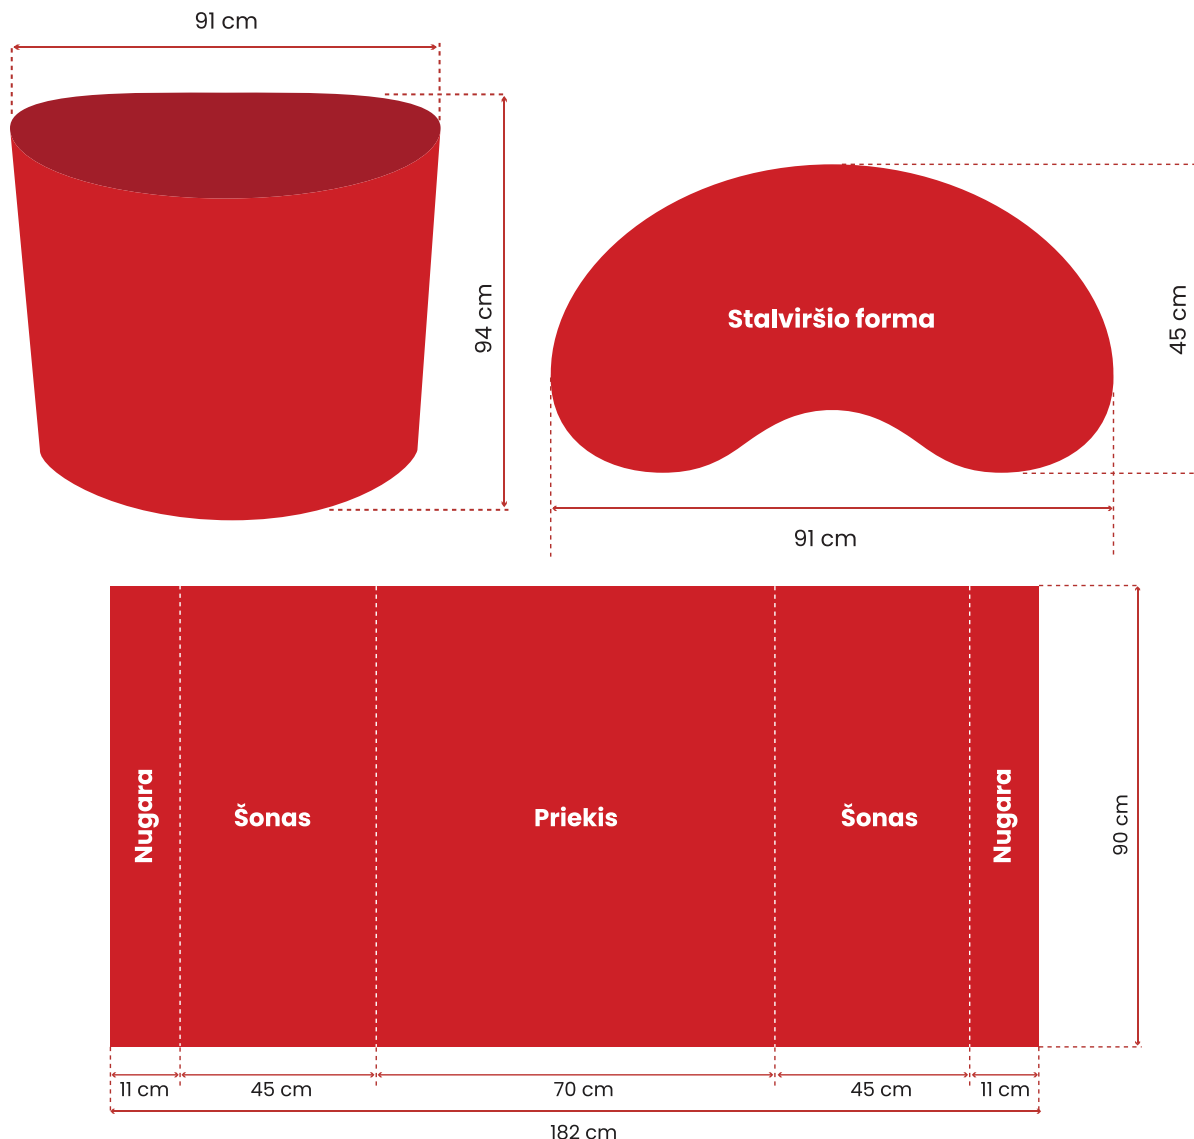 91 cm
94 cm
Stalviršio forma
45 cm
91 cm
Nugara
Šonas
Priekis
Šonas
Nugara
90 cm
11 cm
45 cm
70 cm
45 cm
11 cm
182 cm